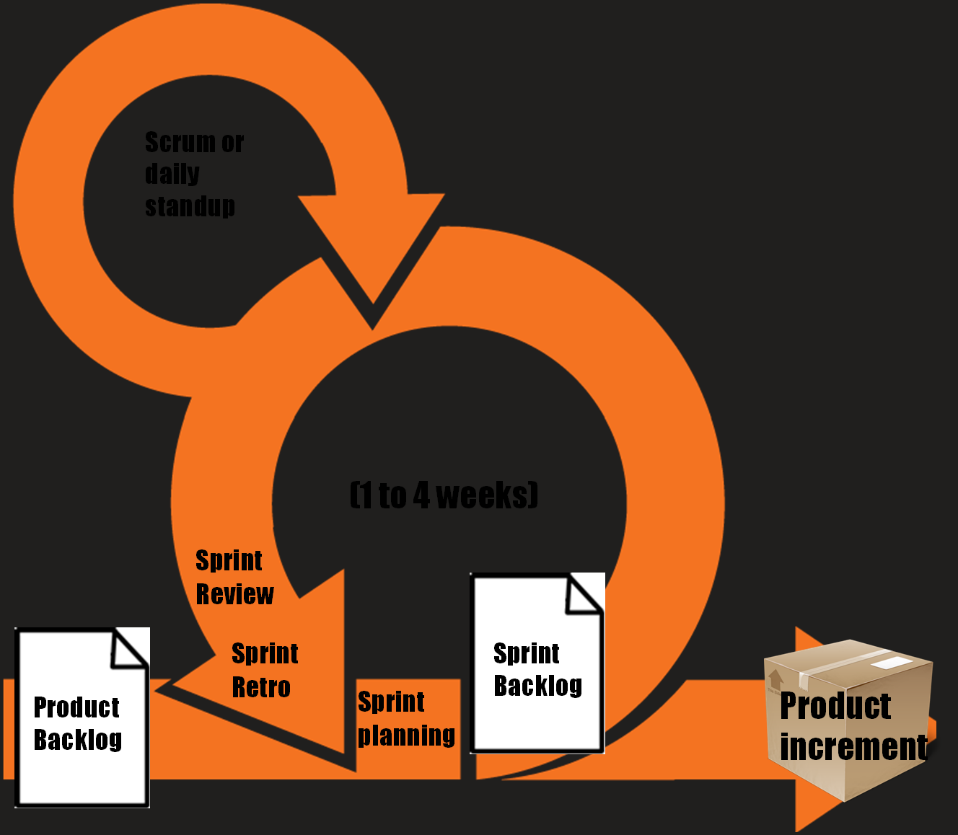 Scrum or
daily
standup
(1 to 4 weeks)
Sprint
Review
Sprint
Retro
Product
Backlog
Sprint
planning
Sprint
Backlog
Product
increment